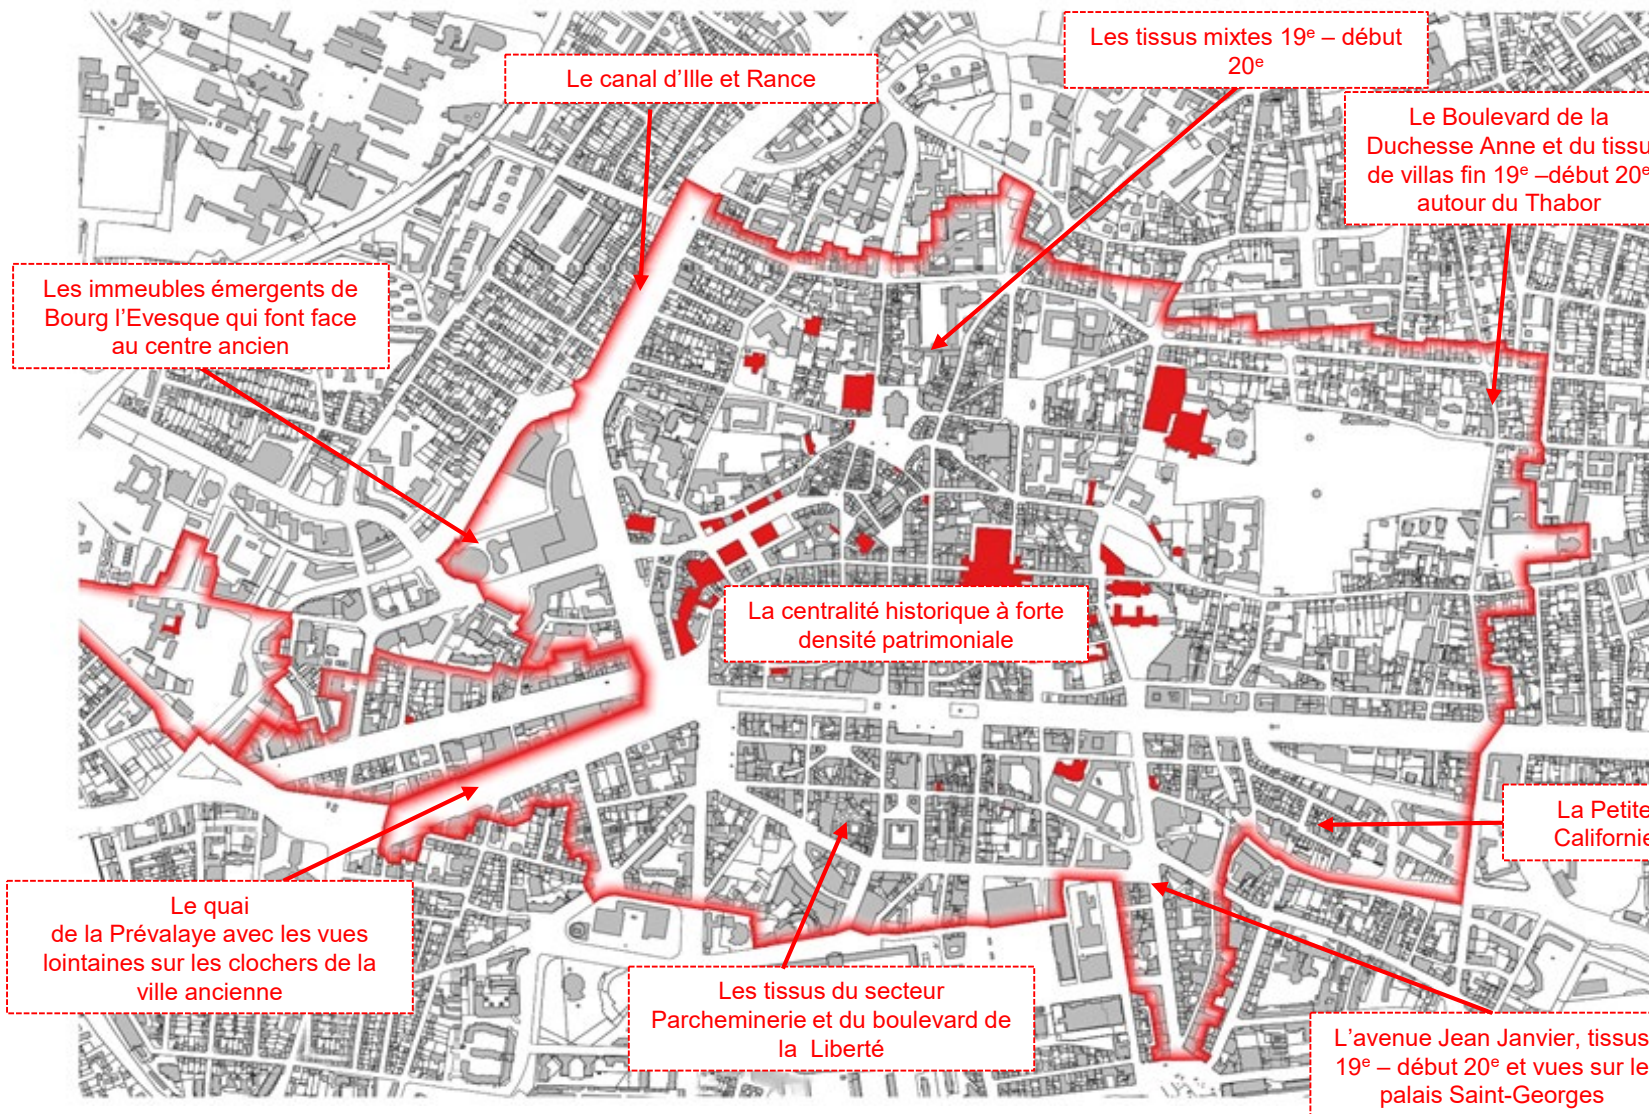 Les tissus mixtes 19e – début
20e
Le canal d'Ille et Rance
Le Boulevard de la
Duchesse Anne et du tissu
de villas fin 19e –début 20e
autour du Thabor
Les immeubles émergents de
Bourg l'Evesque qui font face
au centre ancien
La centralité historique à forte
densité patrimoniale
La Petite
Californie
Le quai
de la Prévalaye avec les vues
lointaines sur les clochers de la
ville ancienne
Les tissus du secteur
Parcheminerie et du boulevard de
la Liberté
L'avenue Jean Janvier, tissus
19e – début 20e et vues sur le
palais Saint-Georges